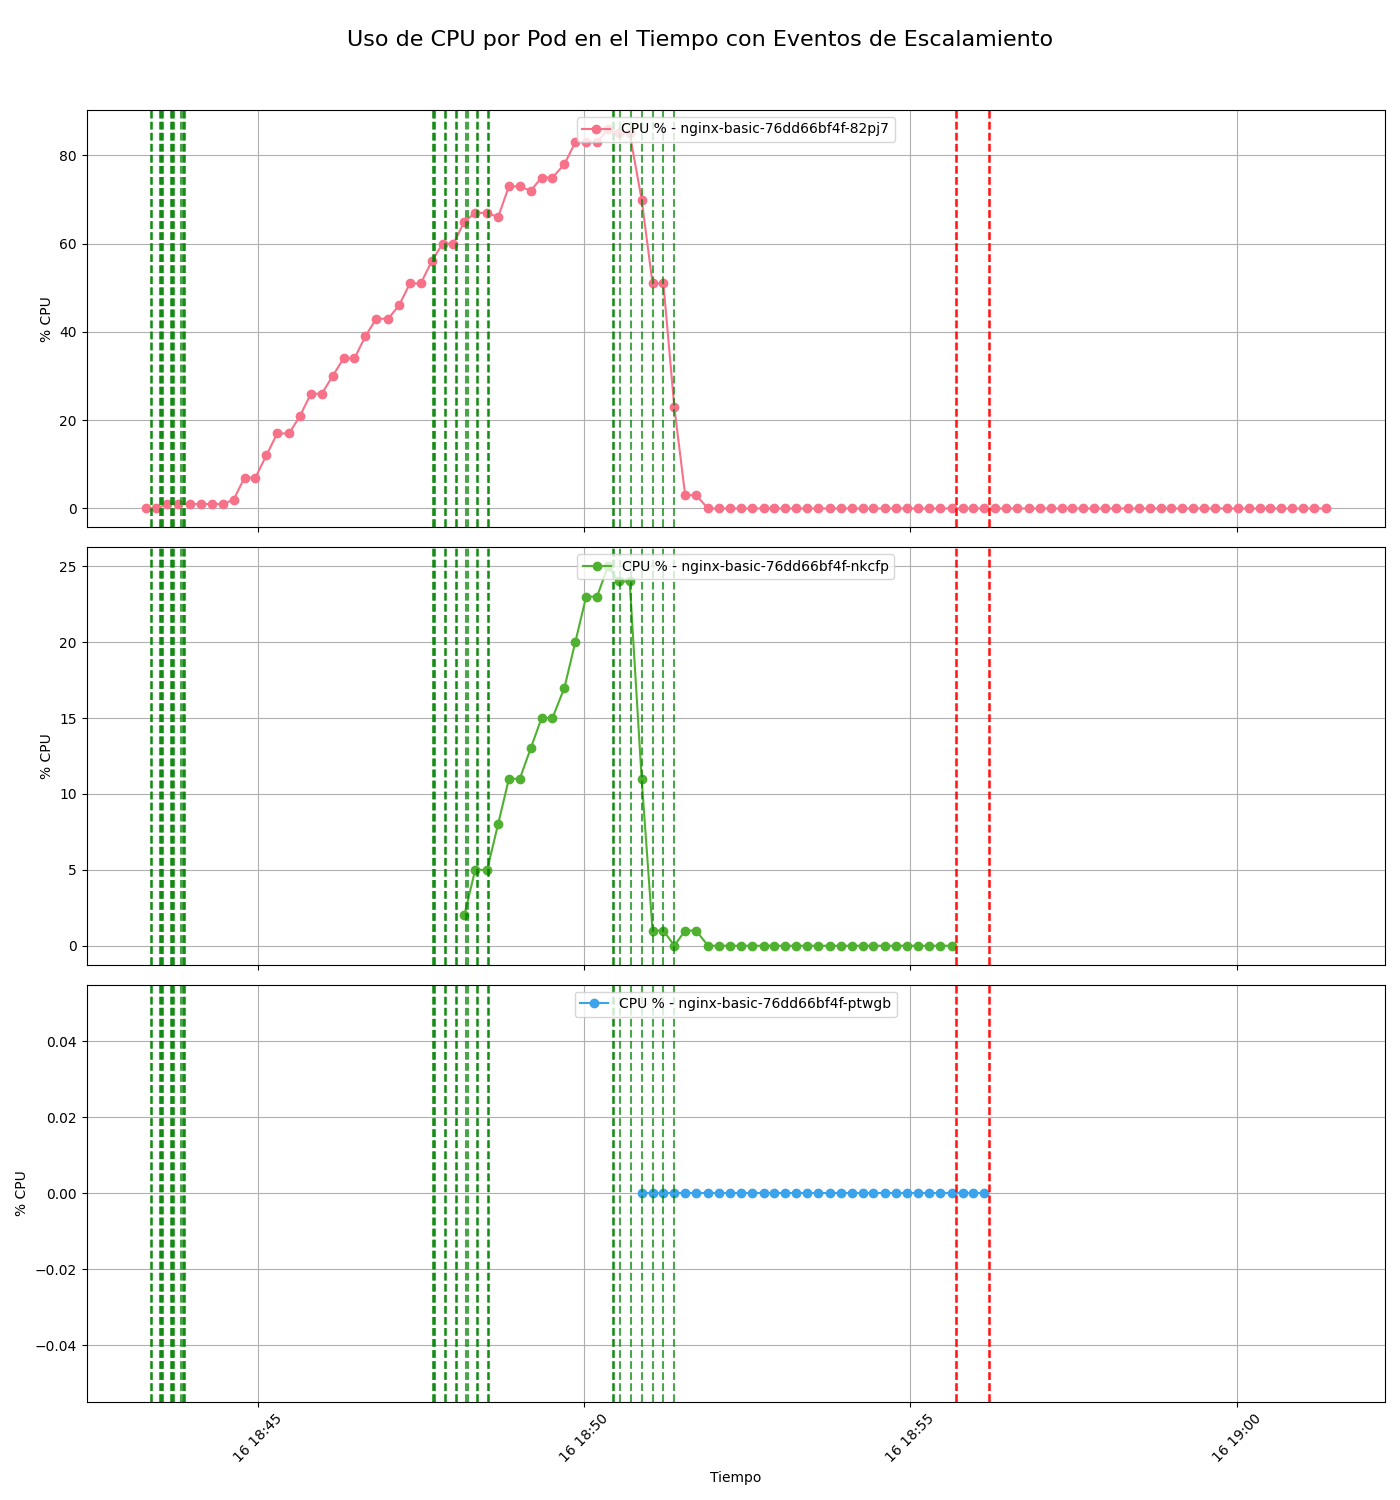 Uso de CPU por Pod en el Tiempo con Eventos de Escalamiento
CPU % - nginx-basic-76dd66bf4f-82pj7
80
60
40
20
0
% CPU
CPU % - nginx-basic-76dd66bf4f-nkcfp
25
20
15
10
5
0
% CPU
CPU % - nginx-basic-76dd66bf4f-ptwgb
0.04
0.02
0.00
−0.02
−0.04
% CPU
16 18:45
16 18:50
16 18:55
16 19:00
Tiempo